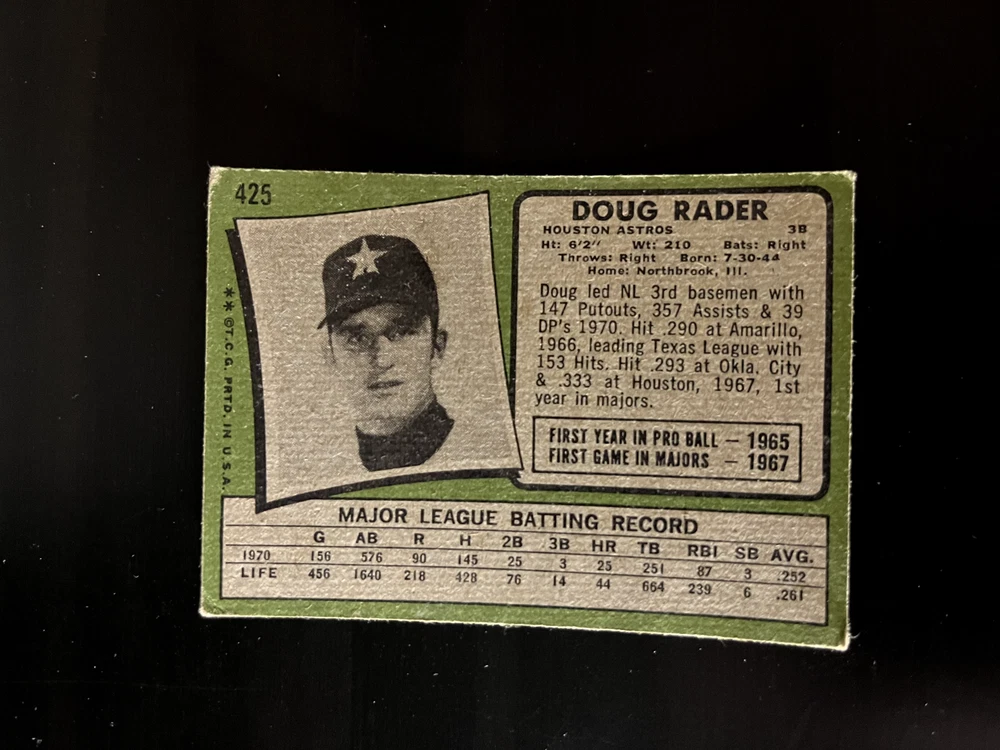 425
DOUG RADER
HOUSTON ASTROS 3B
Ht: 6'2" Wt: 210 Bats: Right
Throws: Right Born: 7-30-44
Home: Northbrook, Ill.
Doug led NL 3rd basemen with
147 Putouts, 357 Assists & 39
DP's 1970. Hit .290 at Amarillo,
1966, leading Texas League with
153 Hits. Hit .293 at Okla. City
& .333 at Houston, 1967, 1st
year in majors.
FIRST YEAR IN PRO BALL — 1965
FIRST GAME IN MAJORS — 1967
** ©T.C.G. PRTD. IN U.S.A.
MAJOR LEAGUE BATTING RECORD
G AB R H 2B 3B HR TB RBI SB AVG.
1970 156 576 90 145 25 3 25 251 87 3 .252
LIFE 456 1640 218 428 76 14 44 664 239 6 .261